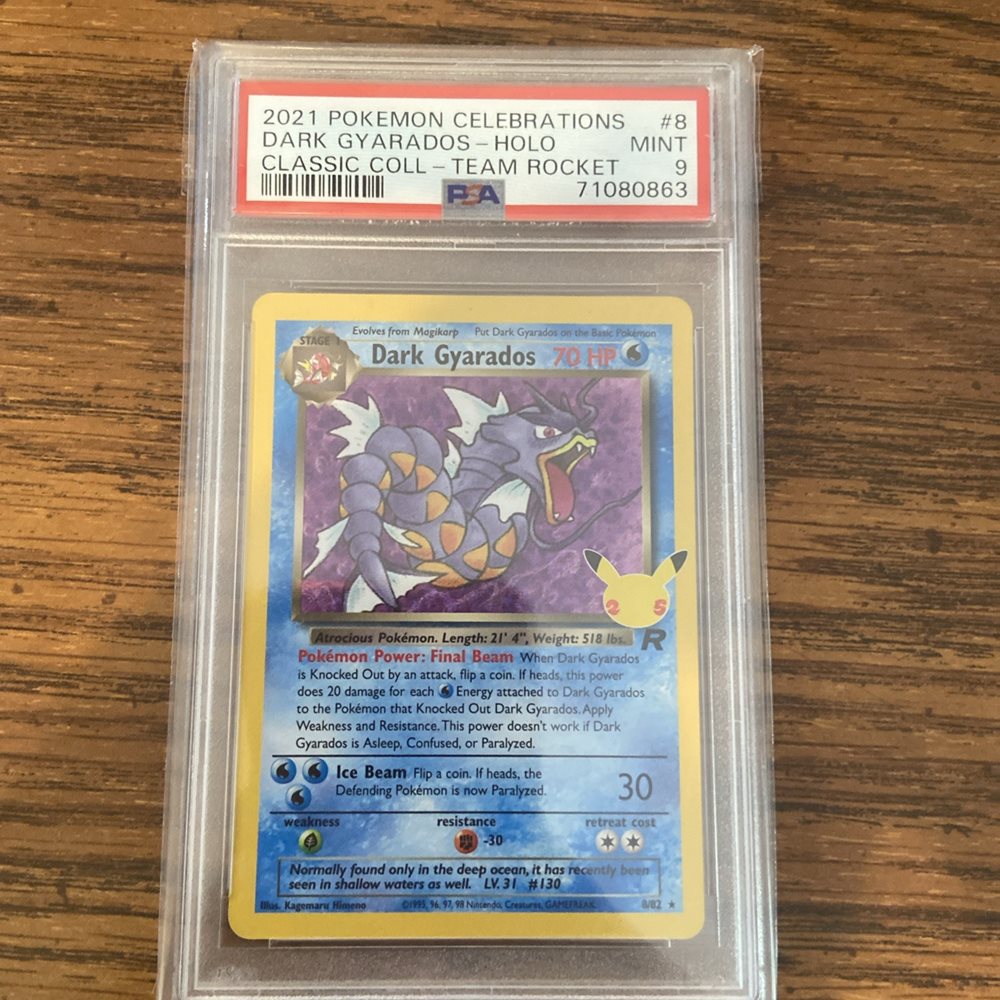 2021 POKEMON CELEBRATIONS #8
DARK GYARADOS - HOLO MINT
CLASSIC COLL - TEAM ROCKET 9
PSA 71080863
Evolves from Magikarp Put Dark Gyarados on the Basic Pokémon
STAGE 1
Dark Gyarados 70 HP
25
Atrocious Pokémon. Length: 21' 4", Weight: 518 lbs.
R
Pokémon Power: Final Beam When Dark Gyarados
is Knocked Out by an attack, flip a coin. If heads, this power
does 20 damage for each Energy attached to Dark Gyarados
to the Pokémon that Knocked Out Dark Gyarados. Apply
Weakness and Resistance. This power doesn't work if Dark
Gyarados is Asleep, Confused, or Paralyzed.
Ice Beam Flip a coin. If heads, the
Defending Pokémon is now Paralyzed.
30
weakness resistance retreat cost
-30
Normally found only in the deep ocean, it has recently been
seen in shallow waters as well. LV. 31 #130
Illus. Kagemaru Himeno ©1995, 96, 97, 98 Nintendo, Creatures, GAMEFREAK. 8/82 ★